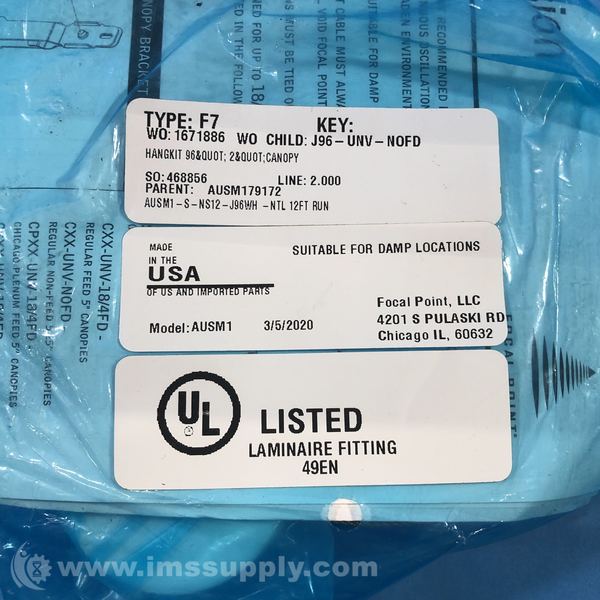 CANOPY BRACKET
TYPE: F7 KEY:
WO: 1671886 WO CHILD: J96-UNV-NOFD
HANGKIT 96&QUOT; 2&QUOT;CANOPY
SO:468856 LINE: 2.000
PARENT: AUSM179172
AUSM1-S-NS12-J96WH -NTL 12FT RUN
MADE
IN THE
USA
OF US AND IMPORTED PARTS
SUITABLE FOR DAMP LOCATIONS
Model: AUSM1 3/5/2020
Focal Point, LLC
4201 S PULASKI RD
Chicago IL, 60632
UL
LISTED
LAMINAIRE FITTING
49EN
CXX-UNV-18/4FD -
REGULAR FEED 5" CANOPIES
CXX-UNV-NOFD -
REGULAR NON-FEED 5" CANOPIES
CPXX-UNV-18/4FD -
CHICAGO PLENUM FEED 5" CANOPIES
FOCAL POINT
www.imssupply.com